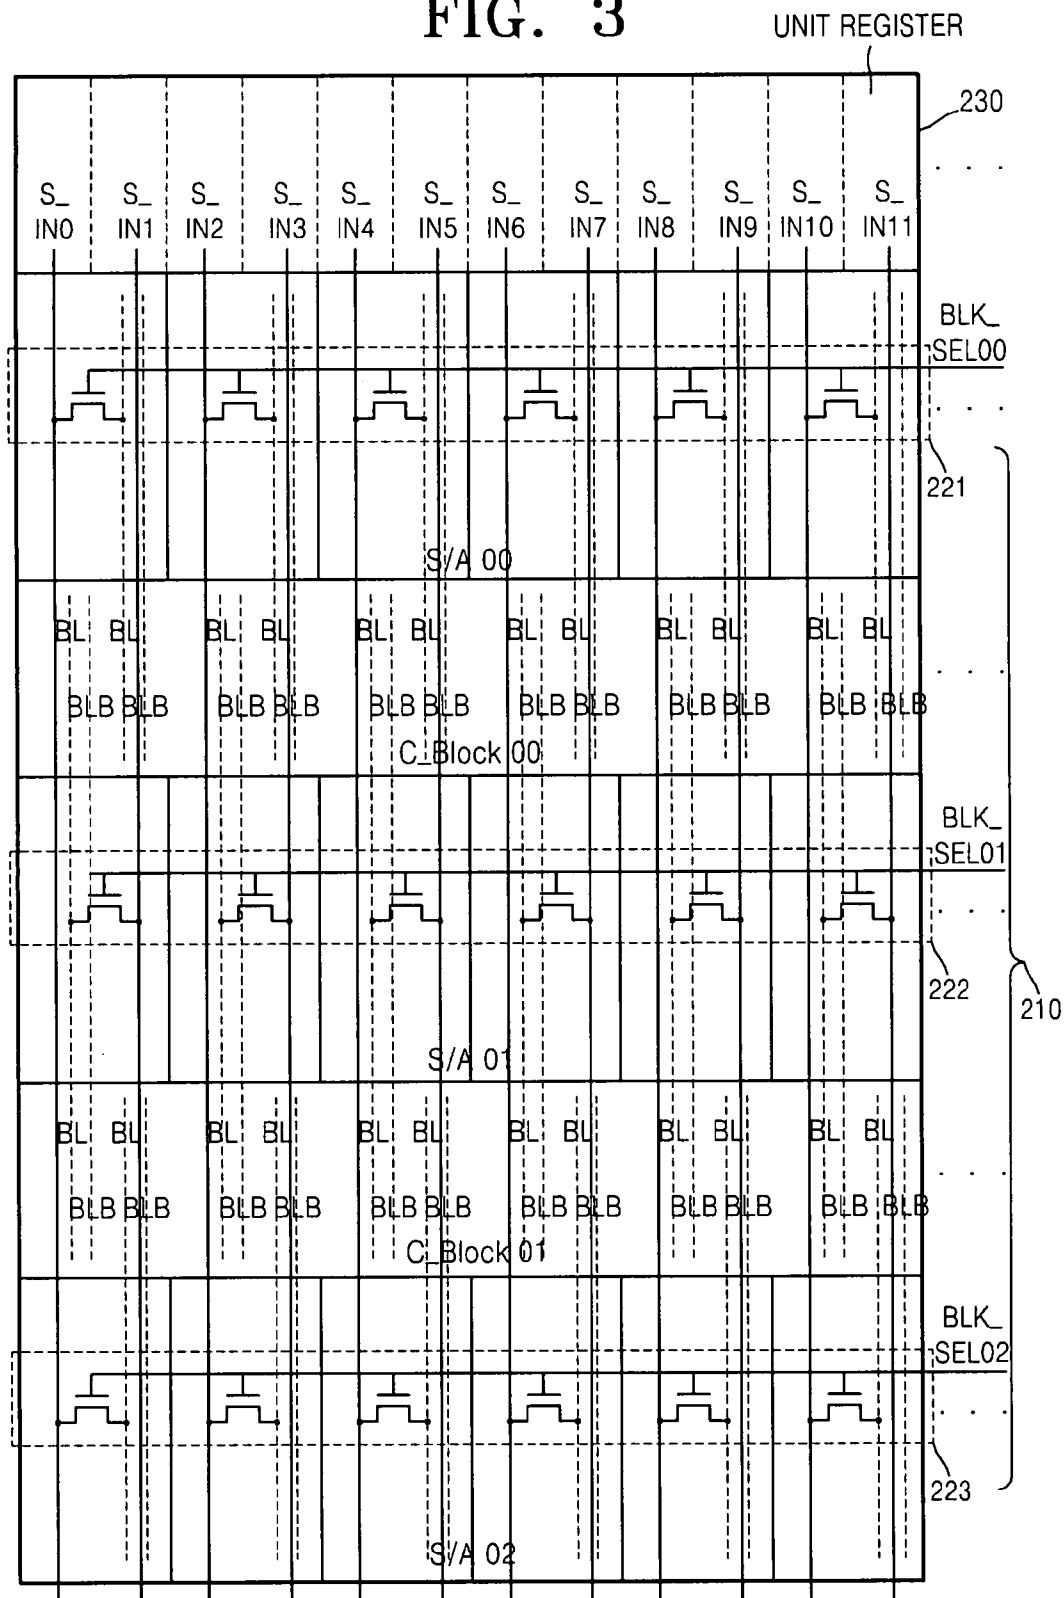 FIG. 3
UNIT REGISTER
230
. . .
S_ S_ S_ S_ S_ S_ S_ S_ S_ S_ S_ S_
IN0 IN1 IN2 IN3 IN4 IN5 IN6 IN7 IN8 IN9 IN10 IN11
BLK_
SEL00
. . .
221
S/A 00
BL BL BL BL BL BL BL BL BL BL BL BL
. . .
BLB BLB BLB BLB BLB BLB BLB BLB BLB BLB BLB BLB
C_Block 00
BLK_
SEL01
. . .
222
210
S/A 01
BL BL BL BL BL BL BL BL BL BL BL BL
. . .
BLB BLB BLB BLB BLB BLB BLB BLB BLB BLB BLB BLB
C_Block 01
BLK_
SEL02
. . .
223
S/A 02